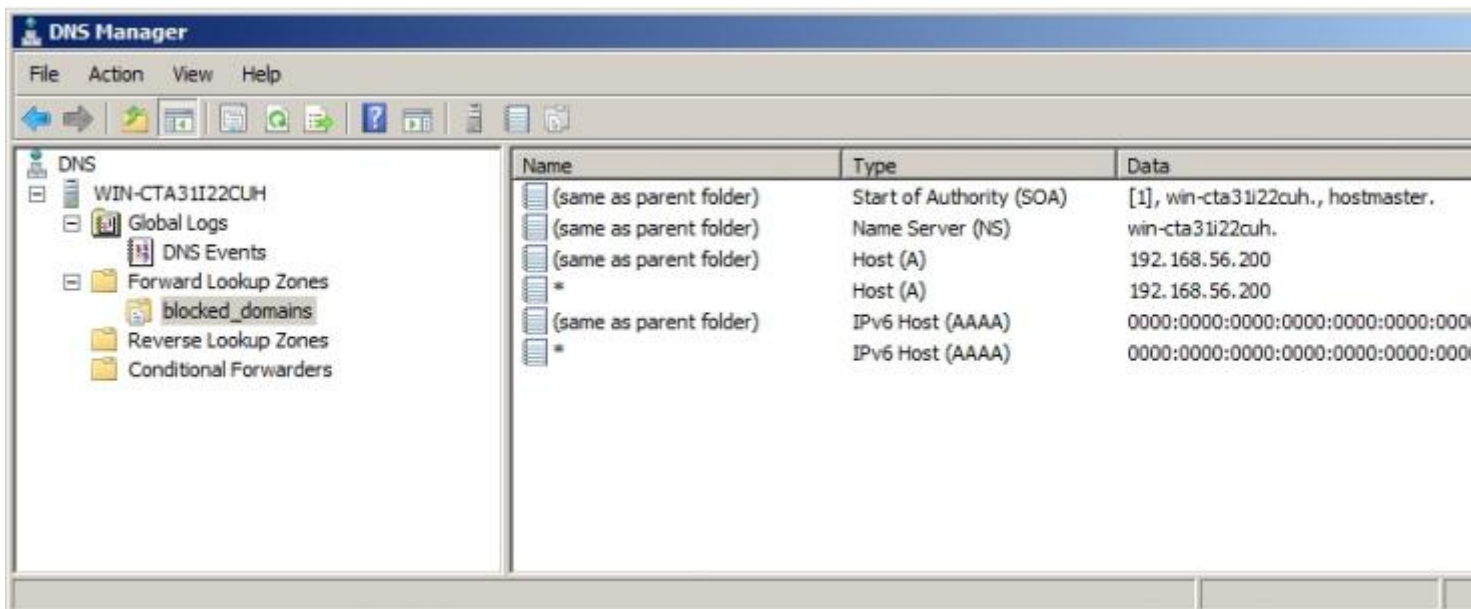 DNS Manager
File Action View Help
DNS
WIN-CTA31I22CUH
Global Logs
DNS Events
Forward Lookup Zones
blocked_domains
Reverse Lookup Zones
Conditional Forwarders
Name Type Data
(same as parent folder) Start of Authority (SOA) [1], win-cta31i22cuh., hostmaster.
(same as parent folder) Name Server (NS) win-cta31i22cuh.
(same as parent folder) Host (A) 192.168.56.200
* Host (A) 192.168.56.200
(same as parent folder) IPv6 Host (AAAA) 0000:0000:0000:0000:0000:0000:000
* IPv6 Host (AAAA) 0000:0000:0000:0000:0000:0000:000